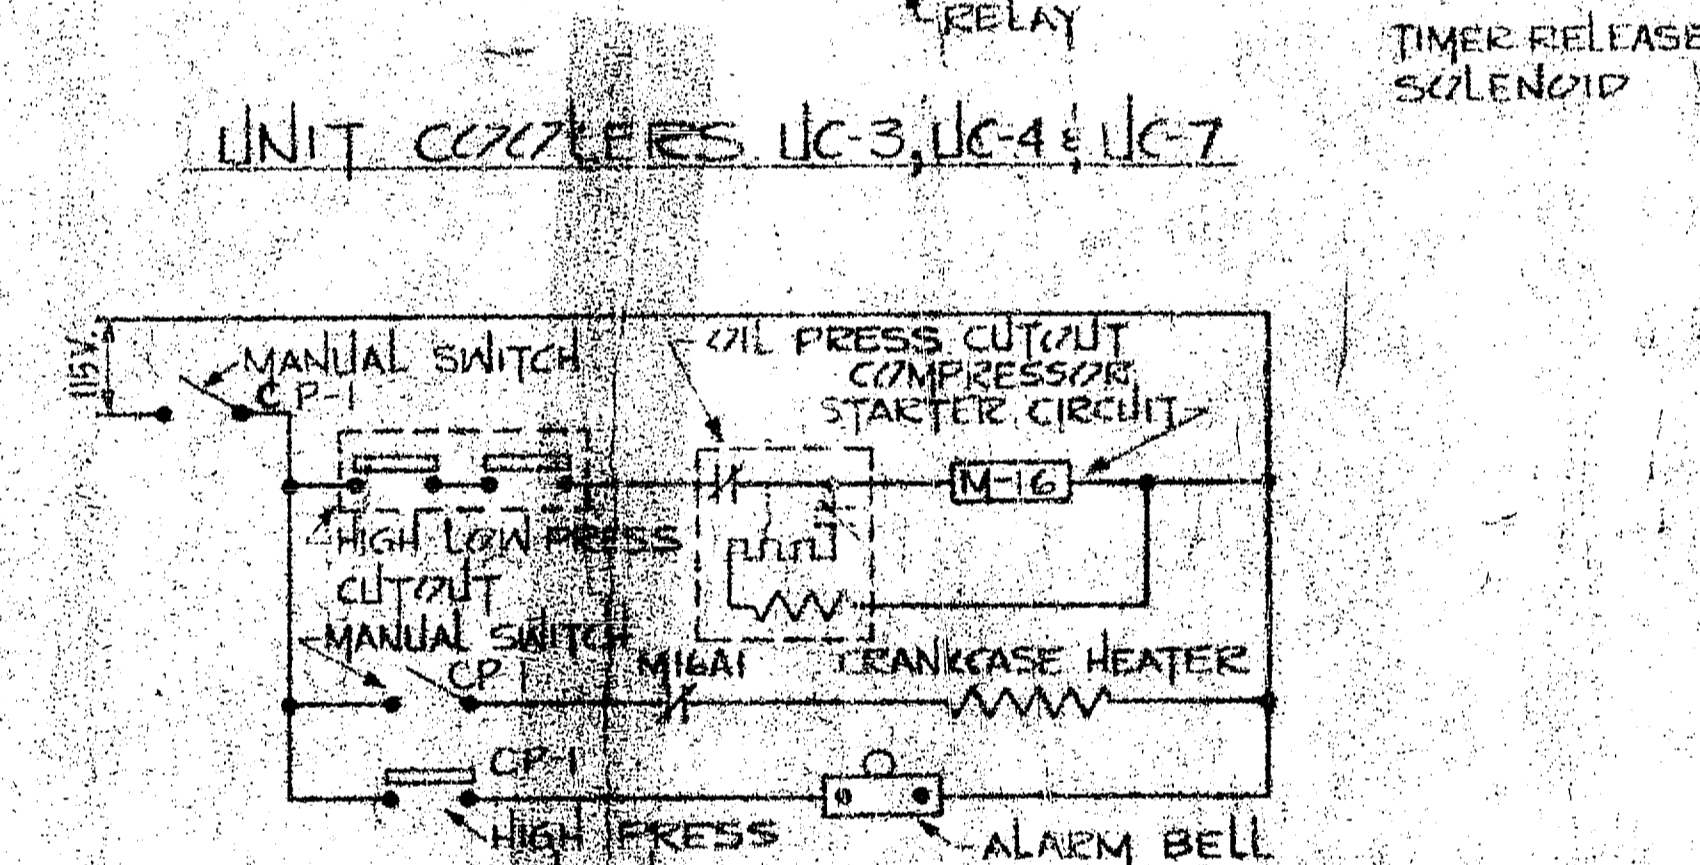 RELAY
TIMER RELEASE
SOLENOID
UNIT COOLERS UC-3, UC-4 & UC-7
115V.
MANUAL SWITCH
CP-1
OIL PRESS CUTOUT
COMPRESSOR
STARTER CIRCUIT
M-16
HIGH LOW PRESS
CUTOUT
MANUAL SWITCH
CP
M16A1
CRANKCASE HEATER
CP-1
HIGH PRESS
ALARM BELL